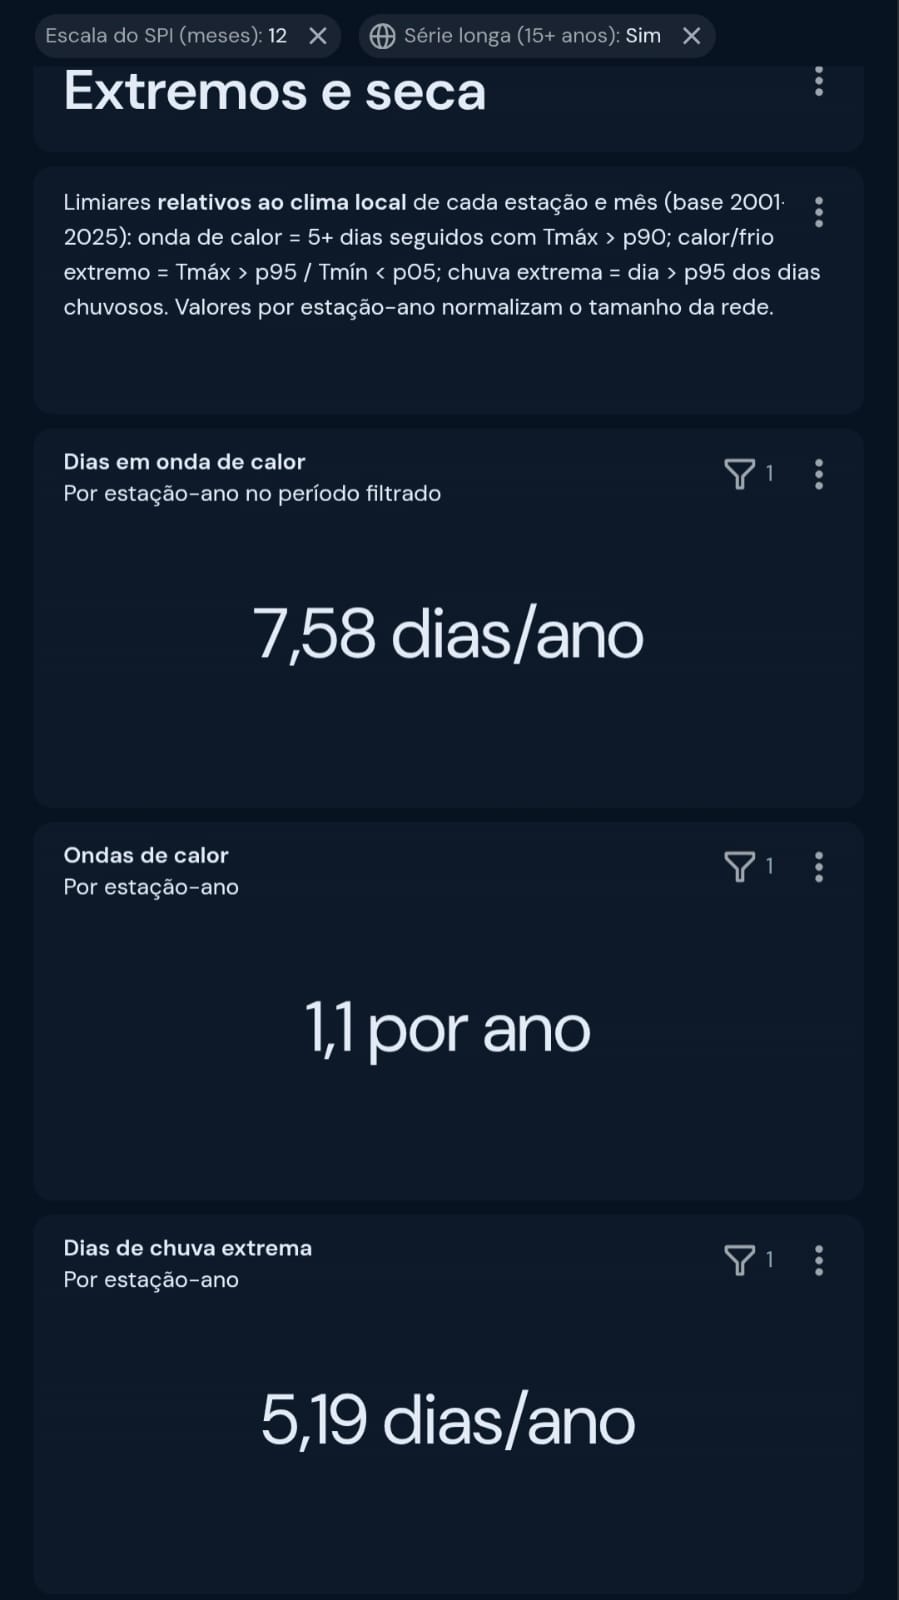 Escala do SPI (meses): 12
Série longa (15+ anos): Sim
Extremos e seca
Limiares relativos ao clima local de cada estação e mês (base 2001-
2025): onda de calor = 5+ dias seguidos com Tmáx > p90; calor/frio
extremo = Tmáx > p95 / Tmín < p05; chuva extrema = dia > p95 dos dias
chuvosos. Valores por estação-ano normalizam o tamanho da rede.
Dias em onda de calor
Por estação-ano no período filtrado
1
7,58 dias/ano
Ondas de calor
Por estação-ano
1
1,1 por ano
Dias de chuva extrema
Por estação-ano
1
5,19 dias/ano